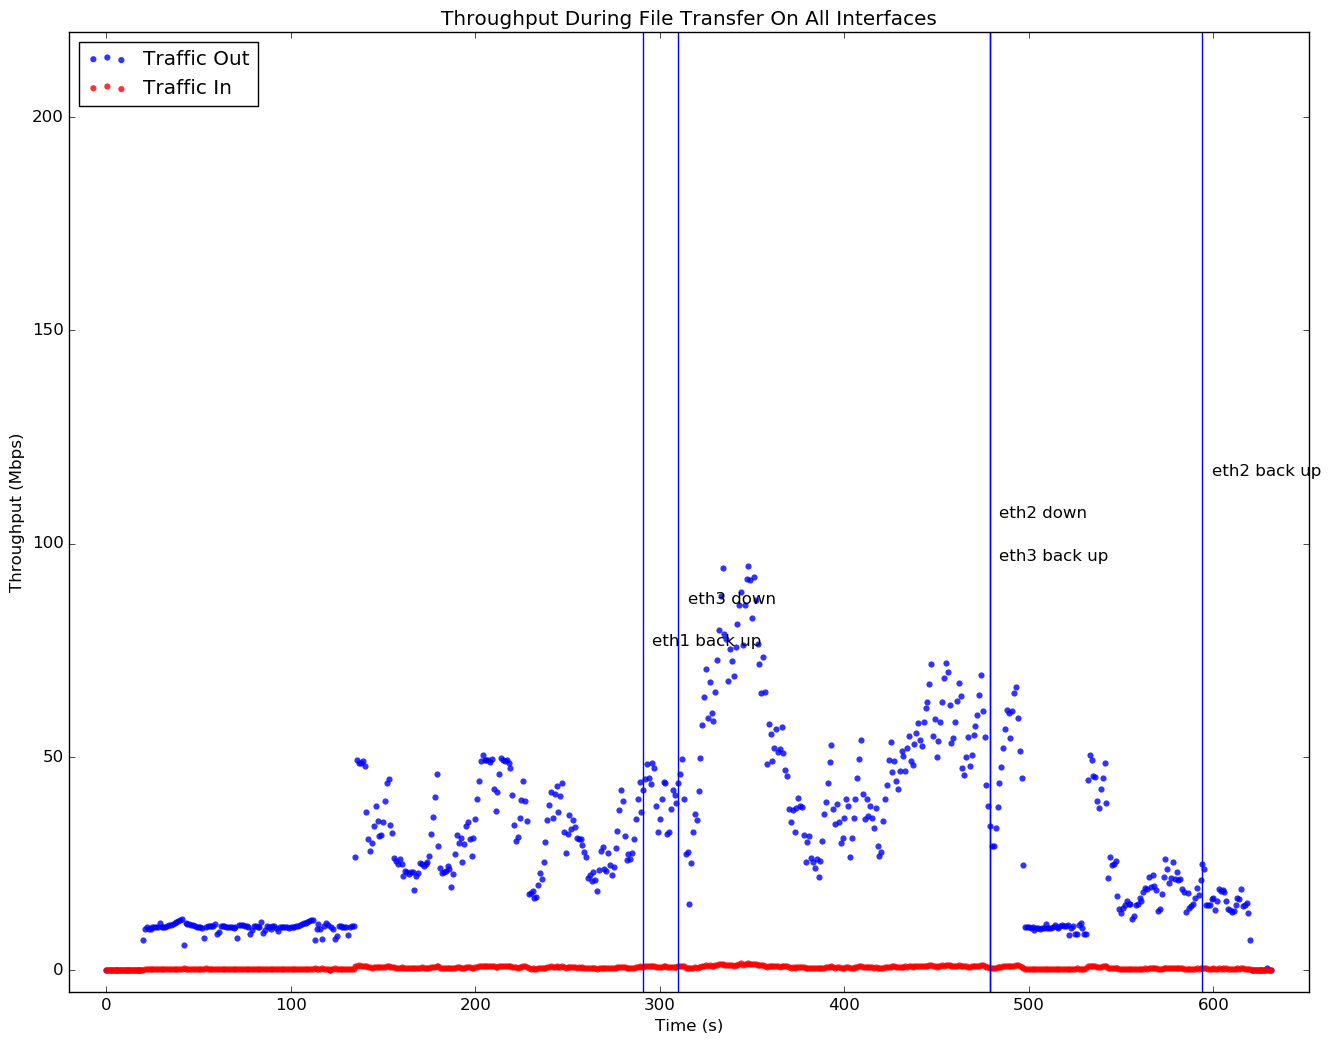 Throughput During File Transfer On All Interfaces
Traffic Out
Traffic In
Throughput (Mbps)
200
150
100
50
0
eth2 back up
eth2 down
eth3 back up
eth3 down
eth1 back up
0 100 200 300 400 500 600
Time (s)